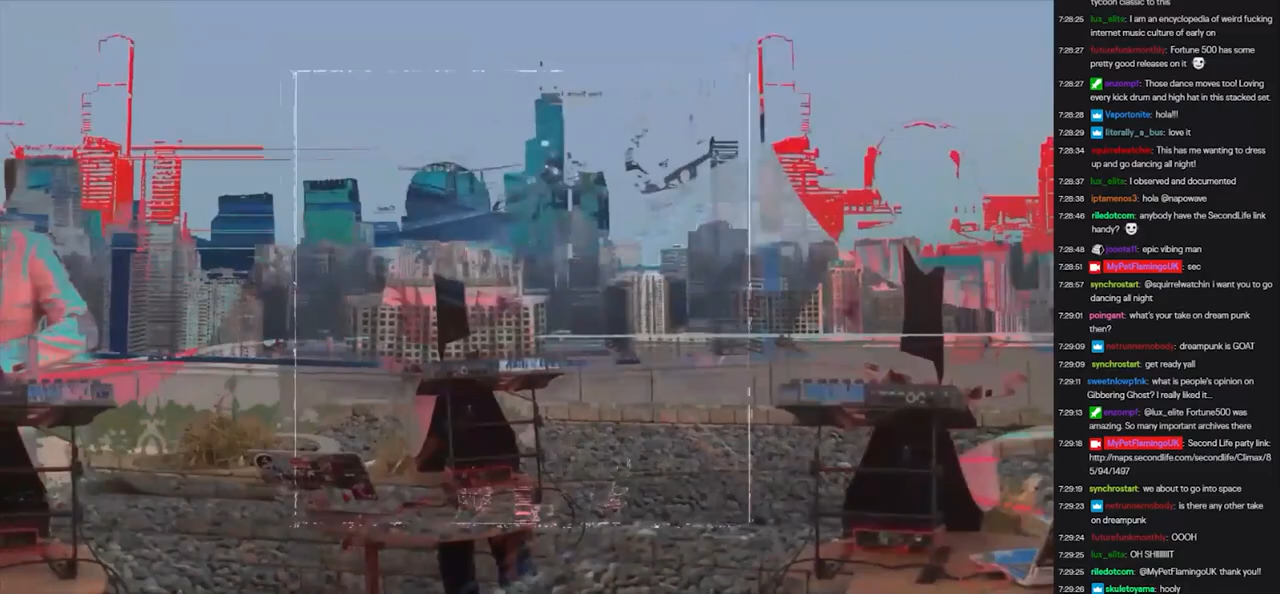 tycoon classic to this
7:28:25 lux_elite: I am an encyclopedia of weird fucking
internet music culture of early on
7:28:27 futurefunkmonthly: Fortune 500 has some
pretty good releases on it
7:28:27 enzompf: Those dance moves too! Loving
every kick drum and high hat in this stacked set.
7:28:28 Vaportonite: hola!!!
7:28:29 literally_a_bus: love it
7:28:34 squirrelwatchin: This has me wanting to dress
up and go dancing all night!
7:28:37 lux_elite: I observed and documented
7:28:38 iptamenos3: hola @napowave
7:28:46 riledotcom: anybody have the SecondLife link
handy?
7:28:48 joosta11: epic vibing man
7:28:51 MyPetFlamingoUK: sec
7:28:57 synchrostart: @squirrelwatchin i want you to go
dancing all night
7:29:01 poingant: what's your take on dream punk
then?
7:29:09 netrunnernobody: dreampunk is GOAT
7:29:09 synchrostart: get ready yall
7:29:11 sweetnlowp1nk: what is people's opinion on
Gibbering Ghost? I really liked it...
7:29:13 enzompf: @lux_elite Fortune500 was
amazing. So many important archives there
7:29:18 MyPetFlamingoUK: Second Life party link:
http://maps.secondlife.com/secondlife/Climax/8
5/94/1497
7:29:19 synchrostart: we about to go into space
7:29:23 netrunnernobody: is there any other take
on dreampunk
7:29:24 futurefunkmonthly: OOOH
7:29:25 lux_elite: OH SHIIIIIIIT
7:29:25 riledotcom: @MyPetFlamingoUK thank you!!
7:29:26 skuletoyama: hooly